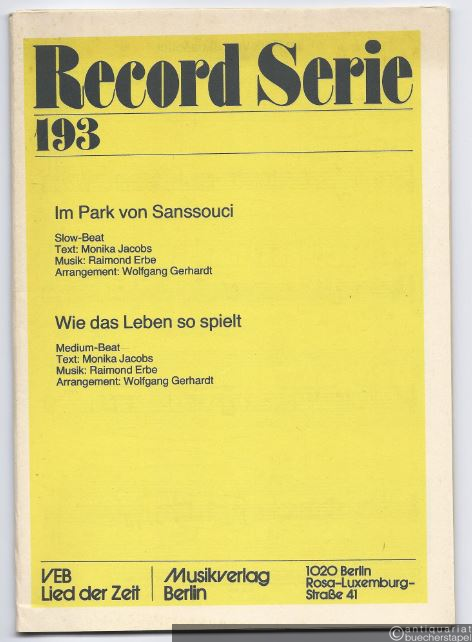 Record Serie
193
Im Park von Sanssouci
Slow-Beat
Text: Monika Jacobs
Musik: Raimond Erbe
Arrangement: Wolfgang Gerhardt
Wie das Leben so spielt
Medium-Beat
Text: Monika Jacobs
Musik: Raimond Erbe
Arrangement: Wolfgang Gerhardt
VEB
Lied der Zeit
Musikverlag
Berlin
1020 Berlin
Rosa-Luxemburg-
Straße 41
antiquariat
buecherstapel